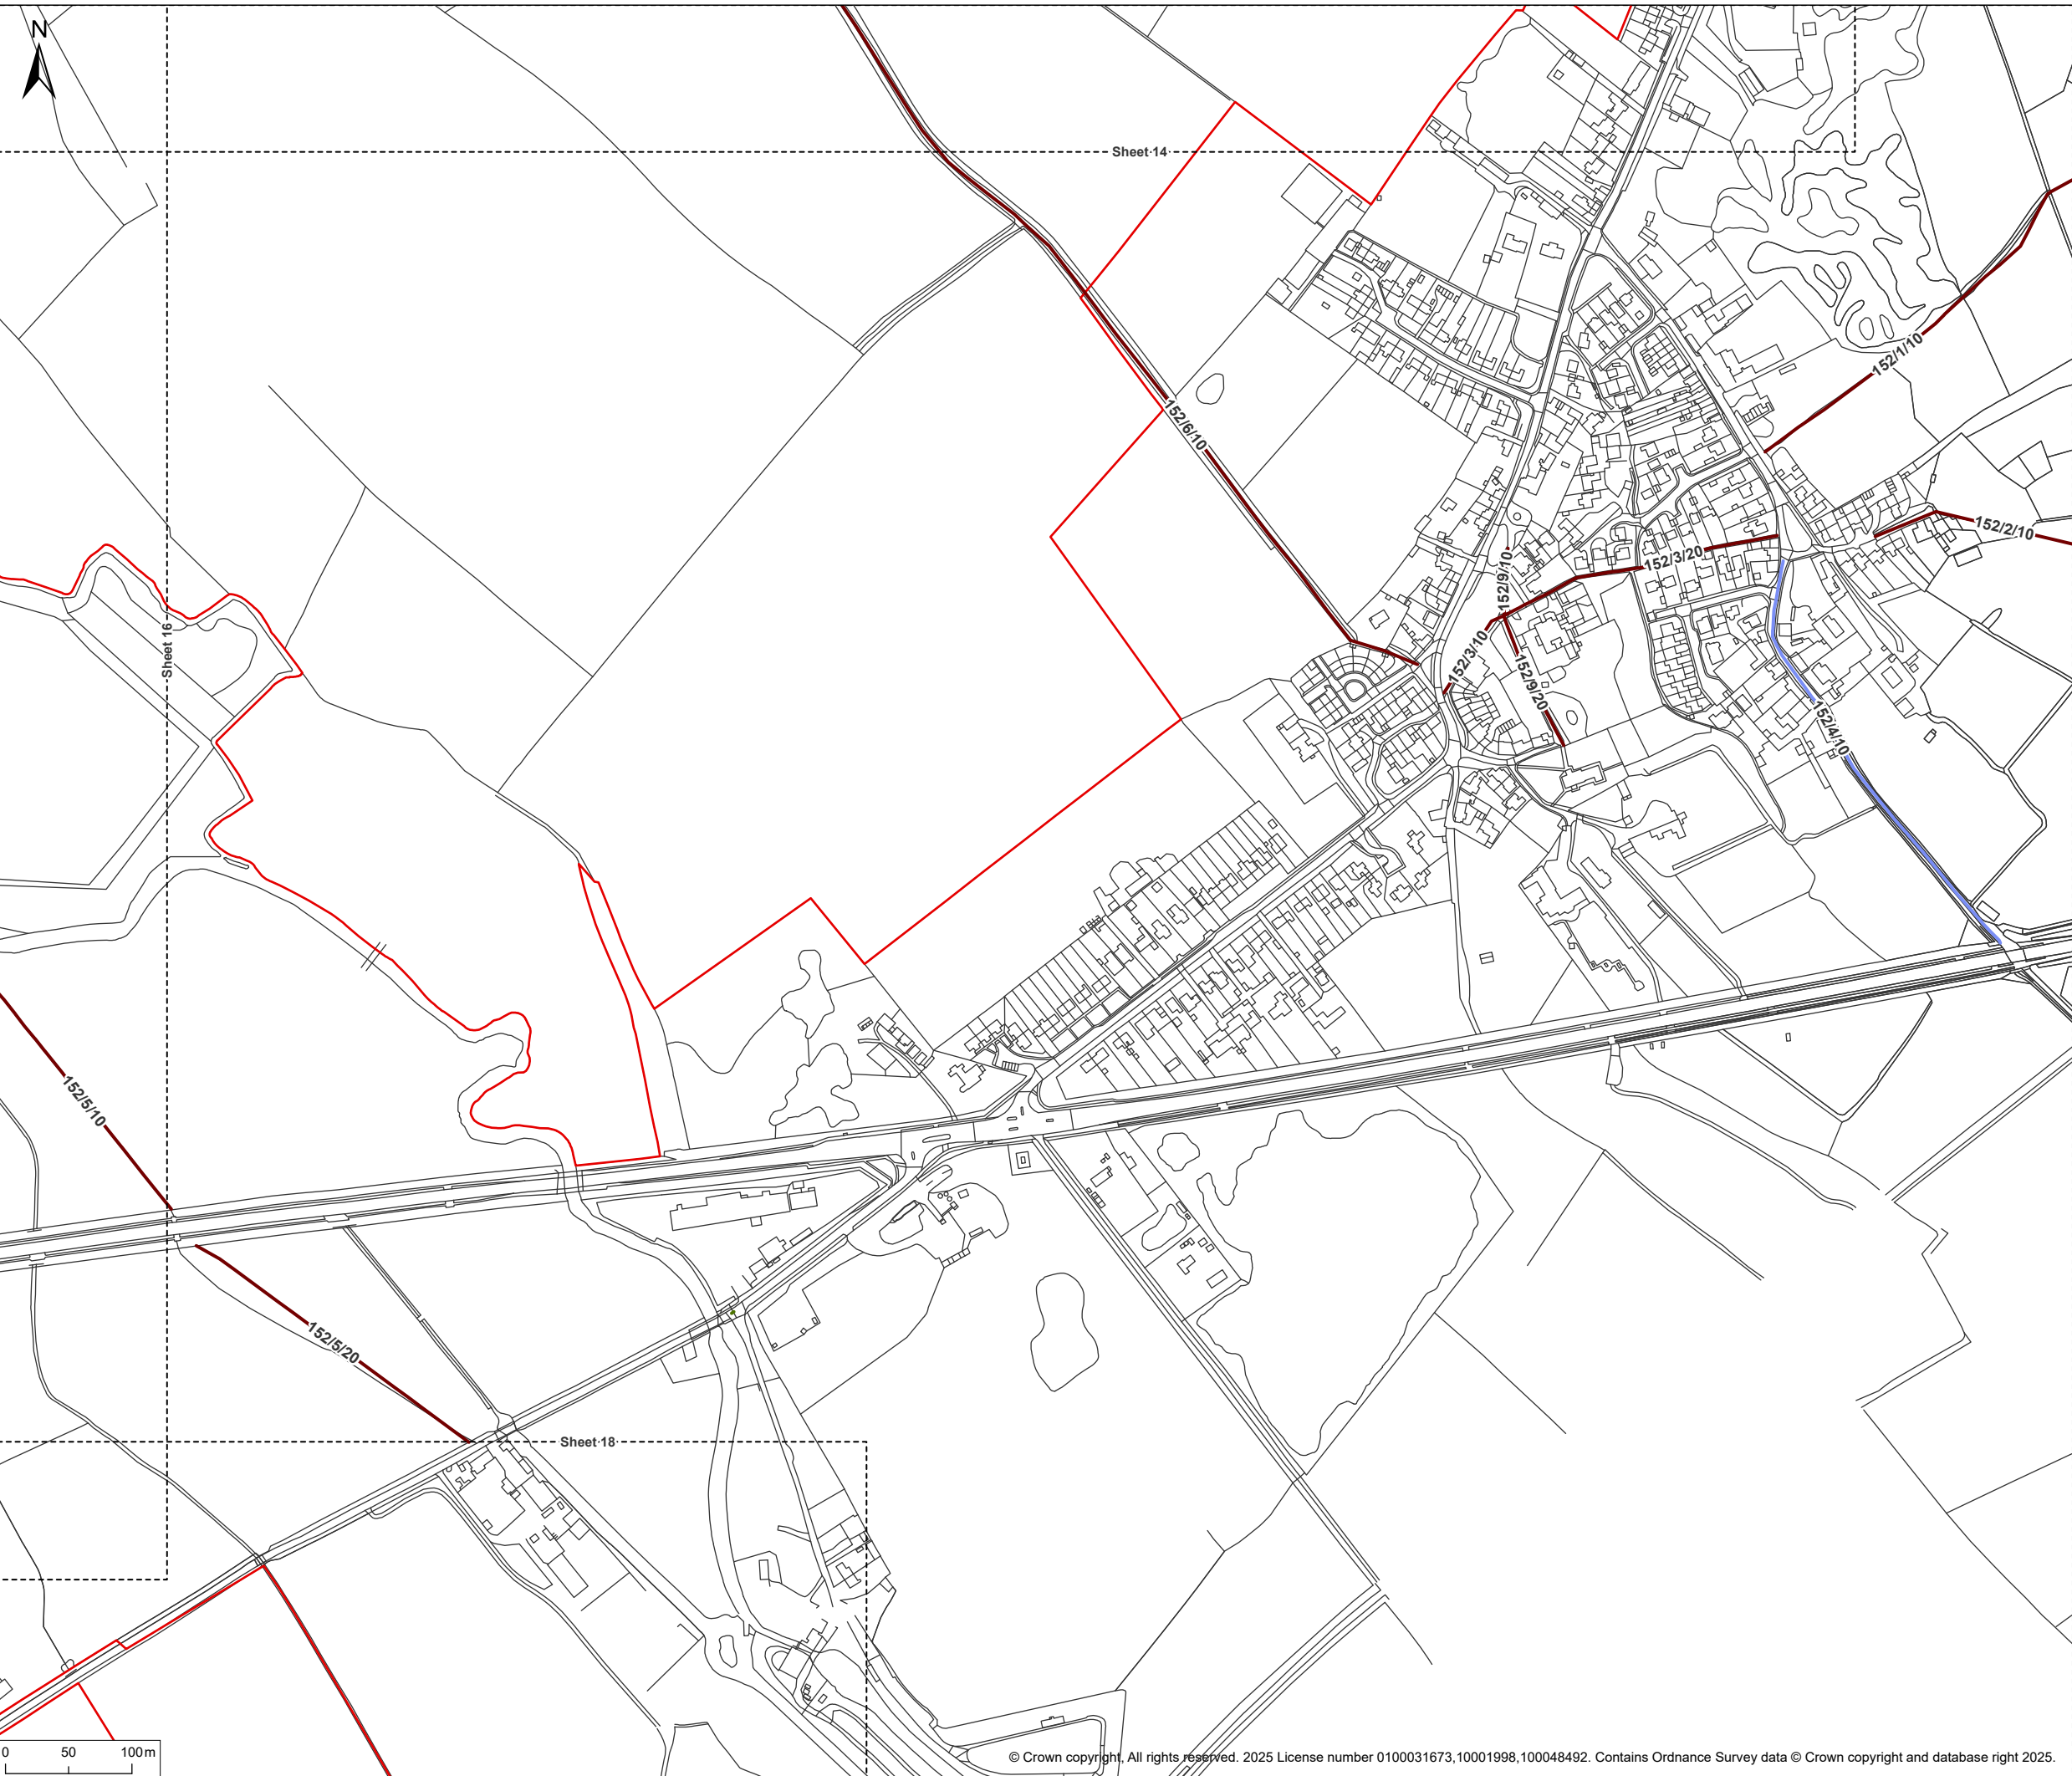 N
Sheet 14
152/1/10
152/6/10
152/2/10
152/9/10
152/3/20
Sheet 16
152/3/10
152/9/20
152/4/10
152/5/10
152/5/20
Sheet 18
0 50 100 m
© Crown copyright, All rights reserved. 2025 License number 0100031673,10001998,100048492. Contains Ordnance Survey data © Crown copyright and database right 2025.